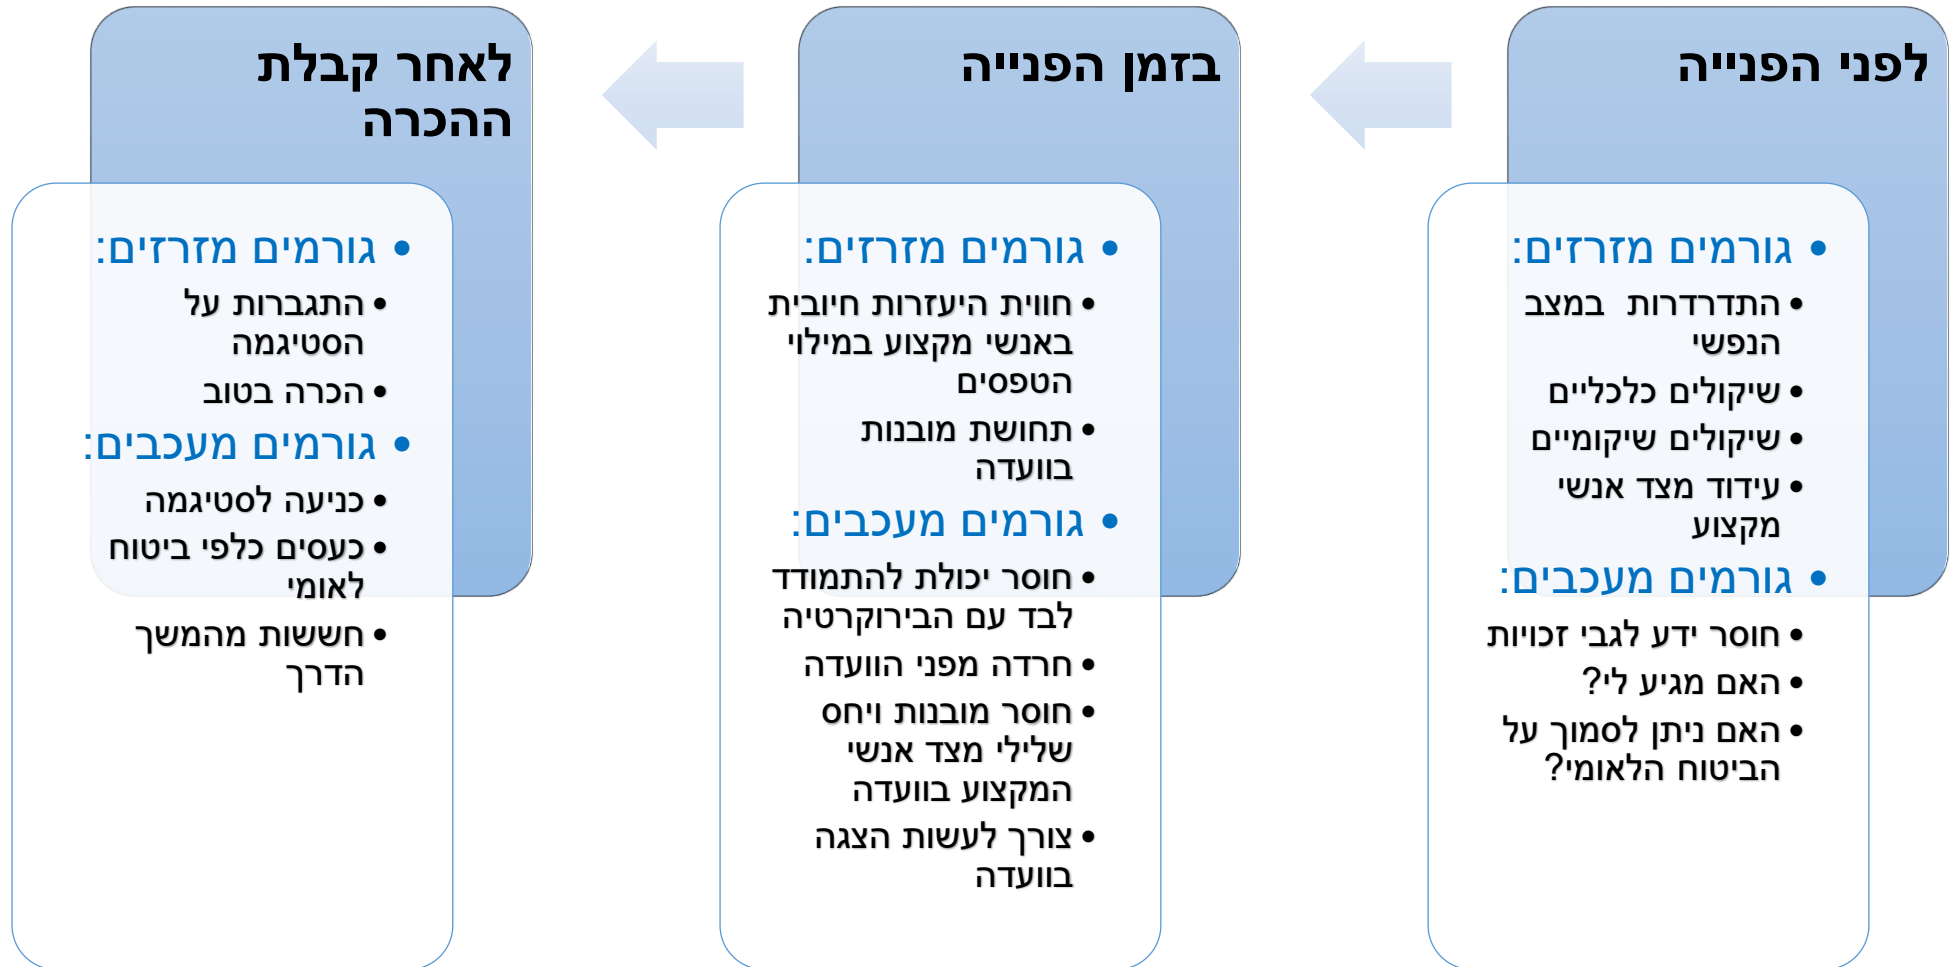 לפני הפנייה
• גורמים מזרזים:
• התדרדרות במצב
הנפשי
• שיקולים כלכליים
• שיקולים שיקומיים
• עידוד מצד אנשי
מקצוע
• גורמים מעכבים:
• חוסר ידע לגבי זכויות
• האם מגיע לי?
• האם ניתן לסמוך על
הביטוח הלאומי?
בזמן הפנייה
• גורמים מזרזים:
• חווית היעזרות חיובית
באנשי מקצוע במילוי
הטפסים
• תחושת מובנות
בוועדה
• גורמים מעכבים:
• חוסר יכולת להתמודד
לבד עם הבירוקרטיה
• חרדה מפני הוועדה
• חוסר מובנות ויחס
שלילי מצד אנשי
המקצוע בוועדה
• צורך לעשות הצגה
בוועדה
לאחר קבלת
ההכרה
• גורמים מזרזים:
• התגברות על
הסטיגמה
• הכרה בטוב
• גורמים מעכבים:
• כניעה לסטיגמה
• כעסים כלפי ביטוח
לאומי
• חששות מהמשך
הדרך